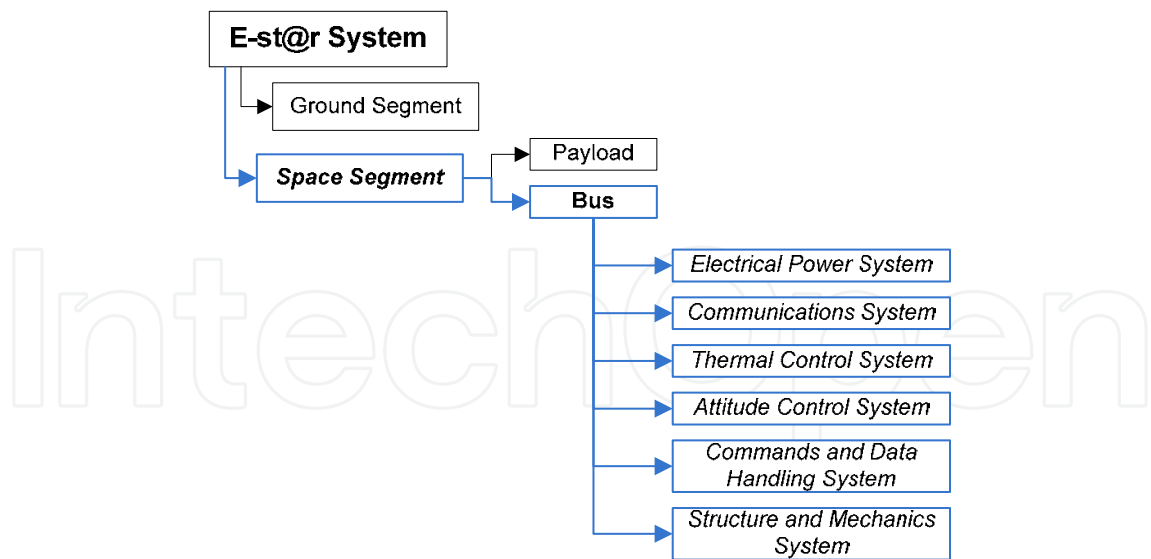 E-st@r System
Ground Segment
Payload
Space Segment
Bus
Electrical Power System
Communications System
Thermal Control System
Attitude Control System
Commands and Data
Handling System
Structure and Mechanics
System
IntechOpen